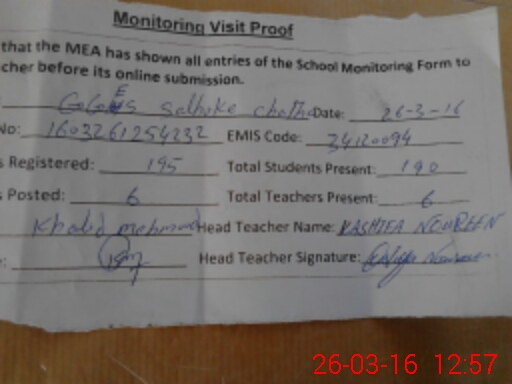 Monitoring Visit Proof
that the MEA has shown all entries of the School Monitoring Form to
cher before its online submission.
GGES salhoke chatha Date: 26-3-16
No: 1603261254232 EMIS Code: 34120094
s Registered: 195 Total Students Present: 190
s Posted: 6 Total Teachers Present: 6
Khalid mehmood Head Teacher Name: KASHIFA NOUREEN
Head Teacher Signature:
26-03-16 12:57